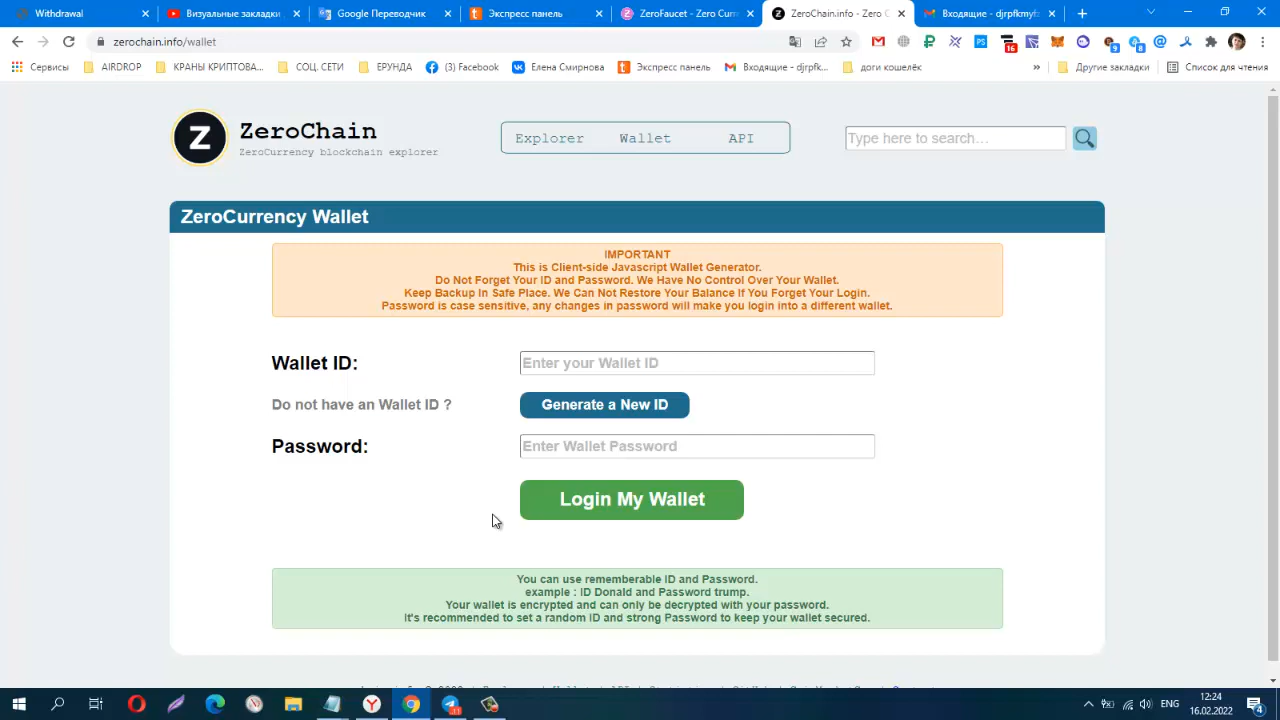 Withdrawal
Визуальные закладки
Google Переводчик
Экспресс панель
ZeroFaucet - Zero Curre
ZeroChain.info - Zero C
Входящие - djrpfkmyfz
zerochain.info/wallet
16
9
8
Сервисы
AIRDROP
КРАНЫ КРИПТОВА...
СОЦ. СЕТИ
ЕРУНДА
(3) Facebook
Елена Смирнова
Экспресс панель
Входящие - djrpfk...
доги кошелёк
»
Другие закладки
Список для чтения
Z
ZeroChain
ZeroCurrency blockchain explorer
Explorer Wallet API
Type here to search...
ZeroCurrency Wallet
IMPORTANT
This is Client-side Javascript Wallet Generator.
Do Not Forget Your ID and Password. We Have No Control Over Your Wallet.
Keep Backup In Safe Place. We Can Not Restore Your Balance If You Forget Your Login.
Password is case sensitive, any changes in password will make you login into a different wallet.
Wallet ID:
Enter your Wallet ID
Do not have an Wallet ID ?
Generate a New ID
Password:
Enter Wallet Password
Login My Wallet
You can use rememberable ID and Password.
example : ID Donald and Password trump.
Your wallet is encrypted and can only be decrypted with your password.
It's recommended to set a random ID and strong Password to keep your wallet secured.
ENG
12:24
16.02.2022
4